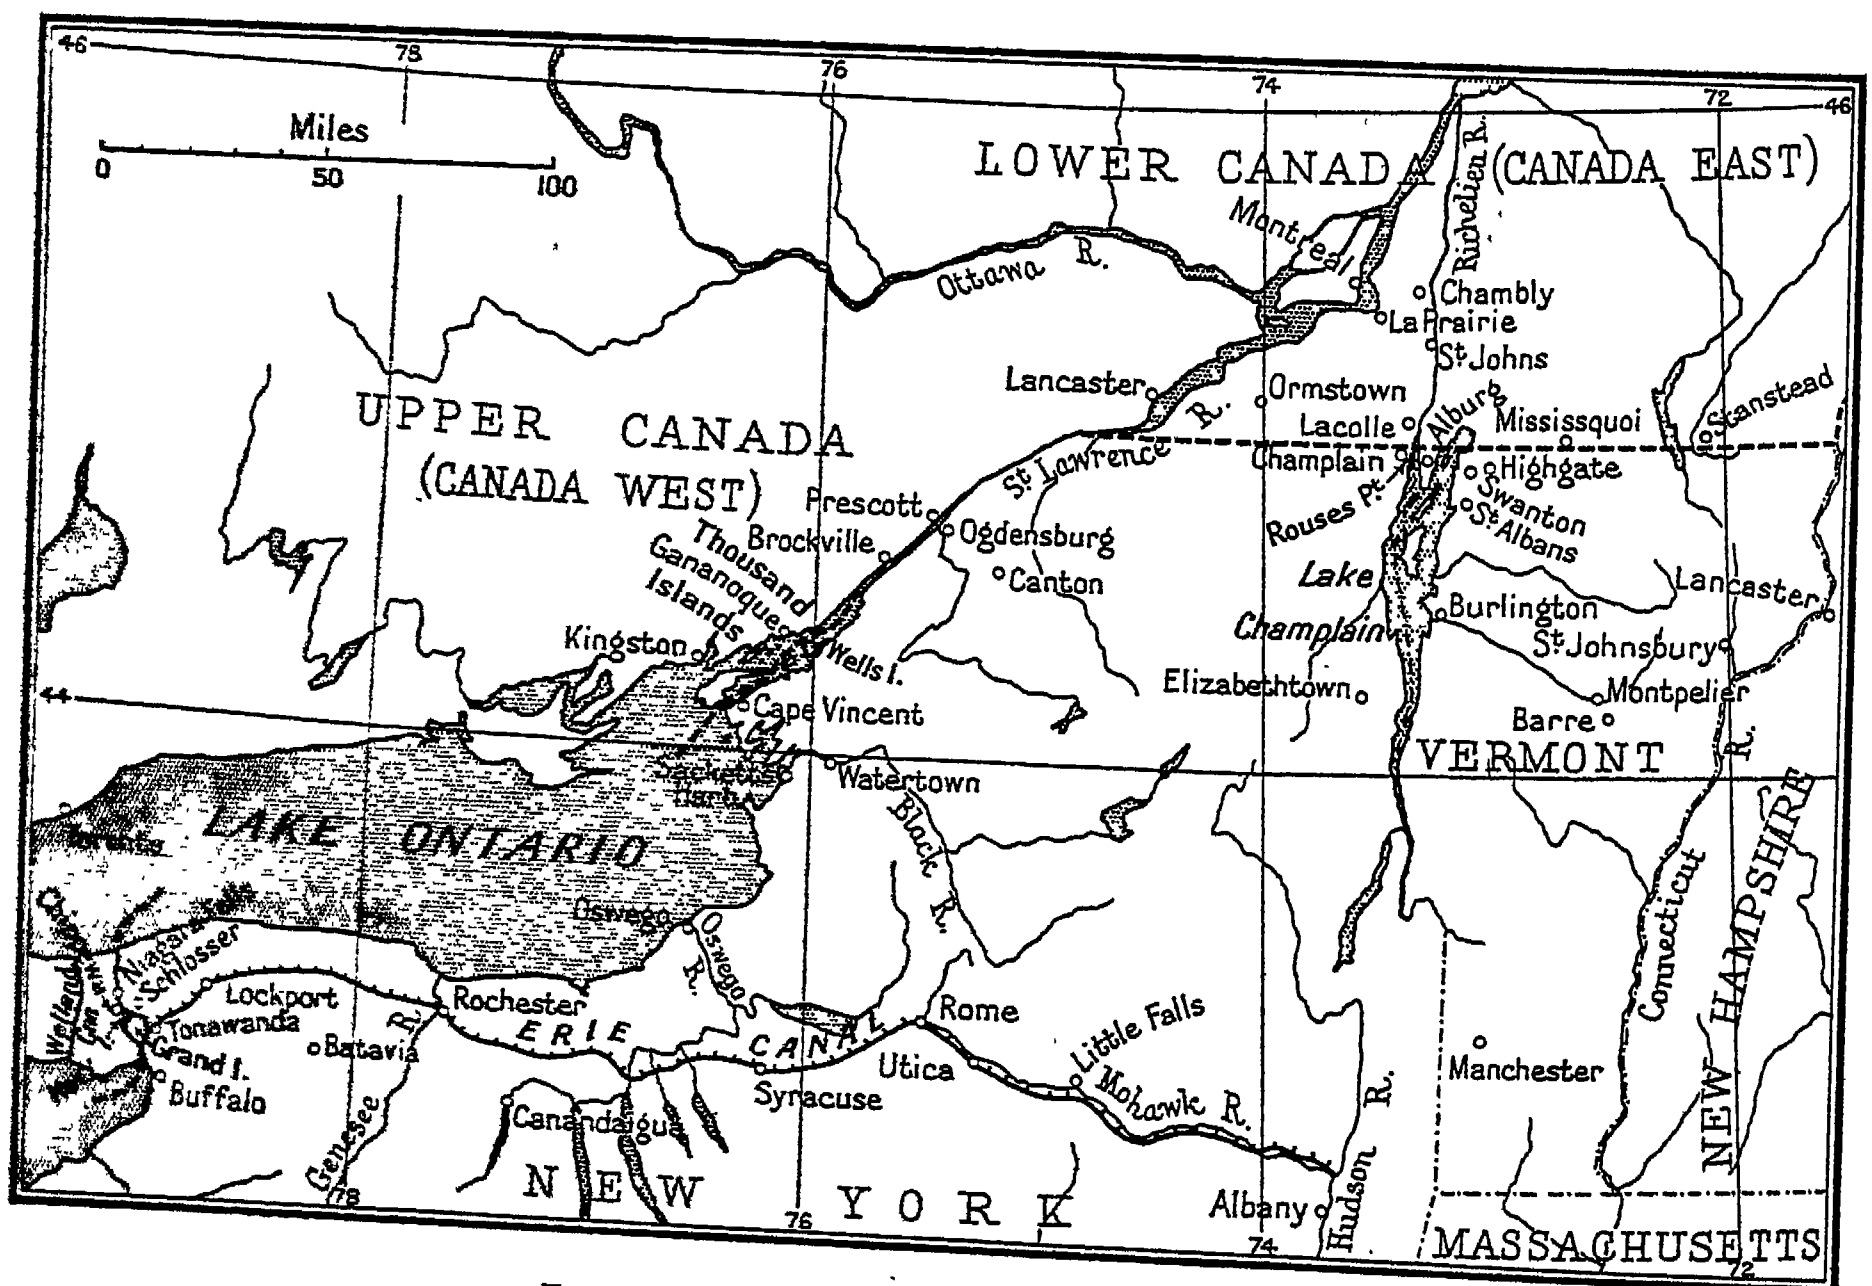 46
78
76
74
72
46
Miles
0
50
100
LOWER CANADA (CANADA EAST)
Richelieu R.
Montreal
Ottawa R.
Chambly
La Prairie
St. Johns
Lancaster
Ormstown
UPPER CANADA
(CANADA WEST)
Lacolle
Alburg
Mississquoi
Stanstead
St. Lawrence R.
Champlain
Highgate
Rouses Pt.
Swanton
St. Albans
Prescott
Brockville
Ogdensburg
Canton
Thousand
Gananoque
Islands
Lake
Champlain
Burlington
Lancaster
St. Johnsbury
Kingston
Wells I.
Elizabethtown
Montpelier
Barre
44
Cape Vincent
VERMONT
Sacketts
Harb.
Watertown
Black R.
LAKE ONTARIO
Toronto
Oswego
Oswego R.
Connecticut R.
NEW HAMPSHIRE
Niagara
Schlosser
Welland
Lockport
Rochester
Tonawanda
Grand I.
Buffalo
Batavia
Genesee R.
ERIE CANAL
Rome
Utica
Syracuse
Little Falls
Mohawk R.
Manchester
Canandaigua
NEW YORK
Albany
Hudson R.
MASSACHUSETTS
78
76
74
72